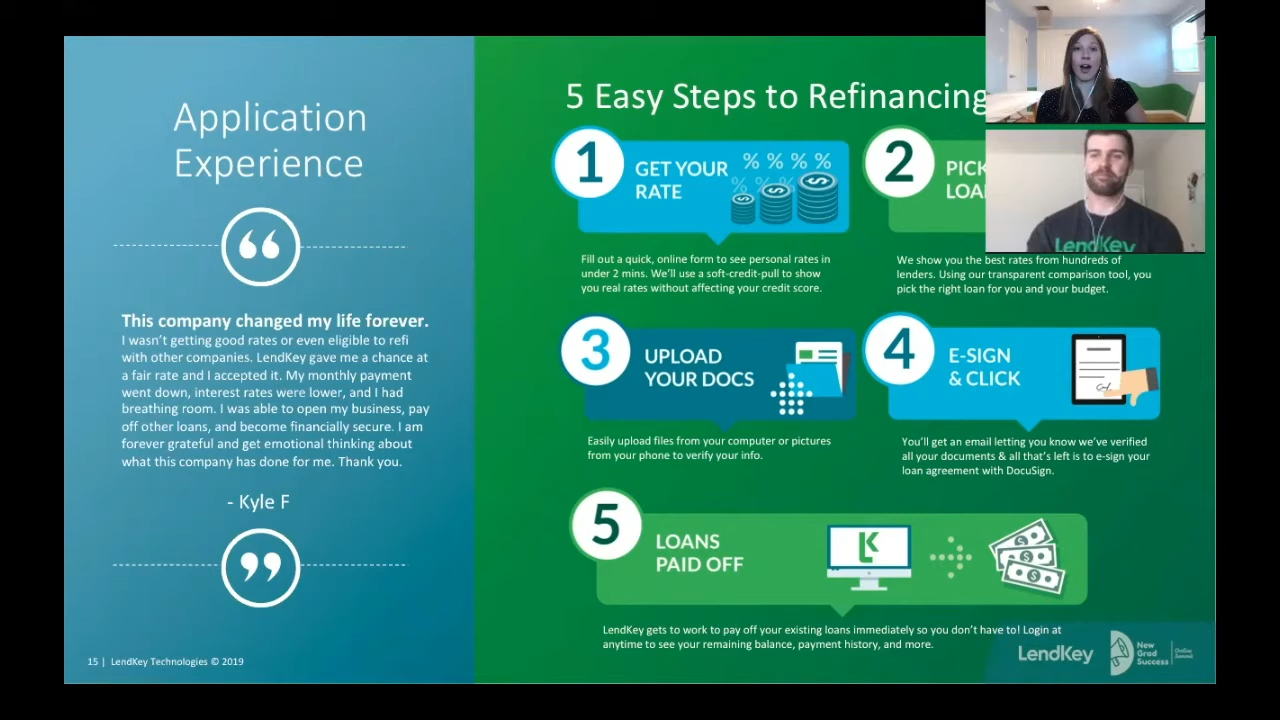 Application
Experience
This company changed my life forever.
I wasn't getting good rates or even eligible to refi
with other companies. LendKey gave me a chance at
a fair rate and I accepted it. My monthly payment
went down, interest rates were lower, and I had
breathing room. I was able to open my business, pay
off other loans, and become financially secure. I am
forever grateful and get emotional thinking about
what this company has done for me. Thank you.
- Kyle F
15 | LendKey Technologies © 2019
5 Easy Steps to Refinancing
1
GET YOUR
RATE
% % % %
% % %
Fill out a quick, online form to see personal rates in
under 2 mins. We'll use a soft-credit-pull to show
you real rates without affecting your credit score.
2
PICK
LOA
We show you the best rates from hundreds of
lenders. Using our transparent comparison tool, you
pick the right loan for you and your budget.
LendKey
3
UPLOAD
YOUR DOCS
Easily upload files from your computer or pictures
from your phone to verify your info.
4
E-SIGN
& CLICK
You'll get an email letting you know we've verified
all your documents & all that's left is to e-sign your
loan agreement with DocuSign.
5
LOANS
PAID OFF
LK
LendKey gets to work to pay off your existing loans immediately so you don't have to! Login at
anytime to see your remaining balance, payment history, and more.
LendKey
New
Grad
Success
Online
Summit